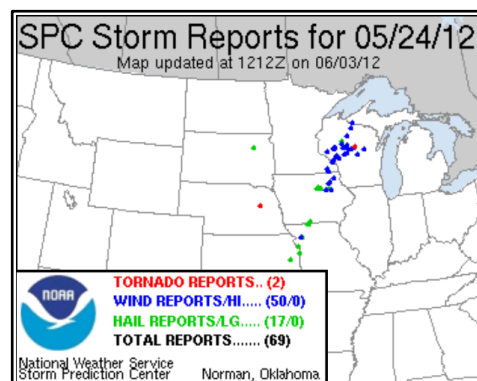 SPC Storm Reports for 05/24/12
Map updated at 1212Z on 06/03/12
NOAA
TORNADO REPORTS.. (2)
WIND REPORTS/HI..... (50/0)
HAIL REPORTS/LG..... (17/0)
TOTAL REPORTS....... (69)
National Weather Service
Storm Prediction Center Norman, Oklahoma